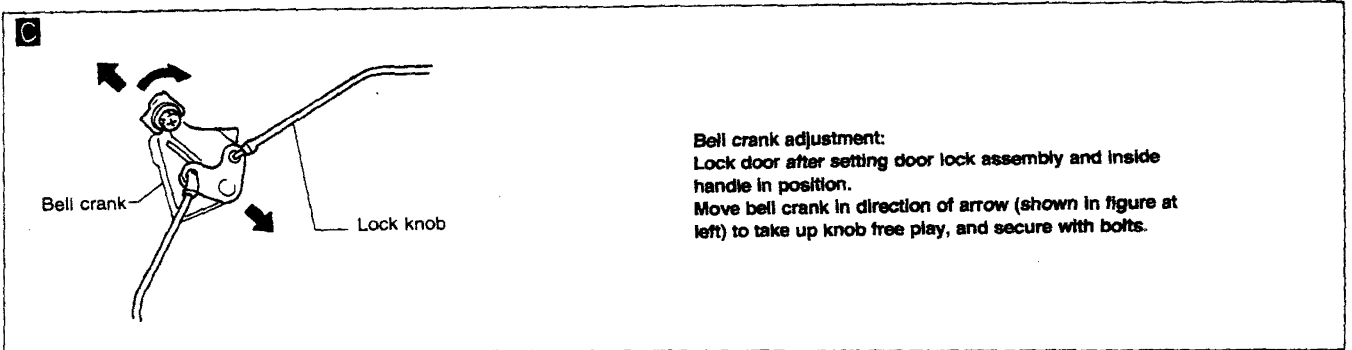 C
Bell crank
Lock knob
Bell crank adjustment:
Lock door after setting door lock assembly and inside
handle in position.
Move bell crank in direction of arrow (shown in figure at
left) to take up knob free play, and secure with bolts.